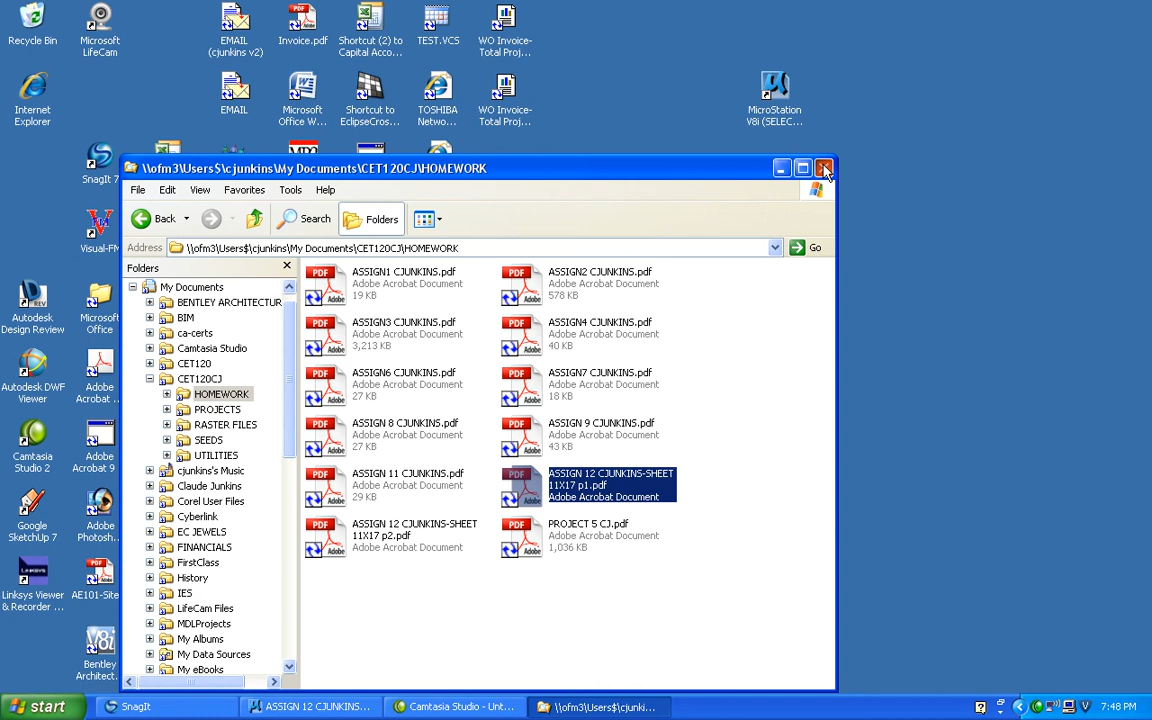 Recycle Bin
Microsoft
LifeCam
EMAIL
(cjunkins v2)
Invoice.pdf
Shortcut (2) to
Capital Acco...
TEST.VCS
WO Invoice-
Total Proj...
Internet
Explorer
EMAIL
Microsoft
Office W...
Shortcut to
EclipseCros...
TOSHIBA
Netwo...
WO Invoice-
Total Proj...
MicroStation
V8i (SELEC...
SnagIt 7
Visual-FM
Autodesk
Design Review
Microsoft
Office
Autodesk DWF
Viewer
Adobe
Acrobat ...
Camtasia
Studio 2
Adobe
Acrobat 9 ...
Google
SketchUp 7
Adobe
Photosh...
Linksys Viewer
& Recorder ...
AE101-Site
Bentley
Architect...
\\ofm3\Users$\cjunkins\My Documents\CET120CJ\HOMEWORK
File Edit View Favorites Tools Help
Back Search Folders
Address \\ofm3\Users$\cjunkins\My Documents\CET120CJ\HOMEWORK Go
Folders
My Documents
BENTLEY ARCHITECTUR
BIM
ca-certs
Camtasia Studio
CET120
CET120CJ
HOMEWORK
PROJECTS
RASTER FILES
SEEDS
UTILITIES
cjunkins's Music
Claude Junkins
Corel User Files
Cyberlink
EC JEWELS
FINANCIALS
FirstClass
History
IES
LifeCam Files
MDLProjects
My Albums
My Data Sources
My eBooks
ASSIGN1 CJUNKINS.pdf
Adobe Acrobat Document
19 KB
ASSIGN2 CJUNKINS.pdf
Adobe Acrobat Document
578 KB
ASSIGN3 CJUNKINS.pdf
Adobe Acrobat Document
3,213 KB
ASSIGN4 CJUNKINS.pdf
Adobe Acrobat Document
40 KB
ASSIGN6 CJUNKINS.pdf
Adobe Acrobat Document
27 KB
ASSIGN7 CJUNKINS.pdf
Adobe Acrobat Document
18 KB
ASSIGN 8 CJUNKINS.pdf
Adobe Acrobat Document
27 KB
ASSIGN 9 CJUNKINS.pdf
Adobe Acrobat Document
43 KB
ASSIGN 11 CJUNKINS.pdf
Adobe Acrobat Document
29 KB
ASSIGN 12 CJUNKINS-SHEET
11X17 p1.pdf
Adobe Acrobat Document
ASSIGN 12 CJUNKINS-SHEET
11X17 p2.pdf
Adobe Acrobat Document
PROJECT 5 CJ.pdf
Adobe Acrobat Document
1,036 KB
start SnagIt ASSIGN 12 CJUNKINS... Camtasia Studio - Unt... \\ofm3\Users$\cjunki... 7:48 PM